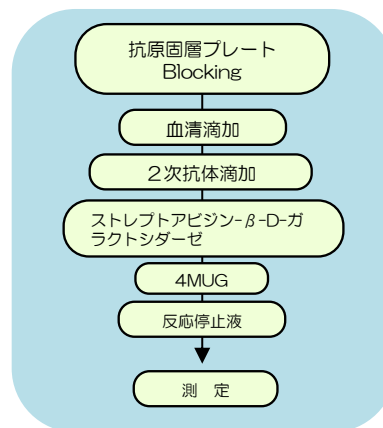 抗原固層プレート
Blocking
血清滴加
２次抗体滴加
ストレプトアビジン-β-D-ガ
ラクトシダーゼ
4MUG
反応停止液
測　定